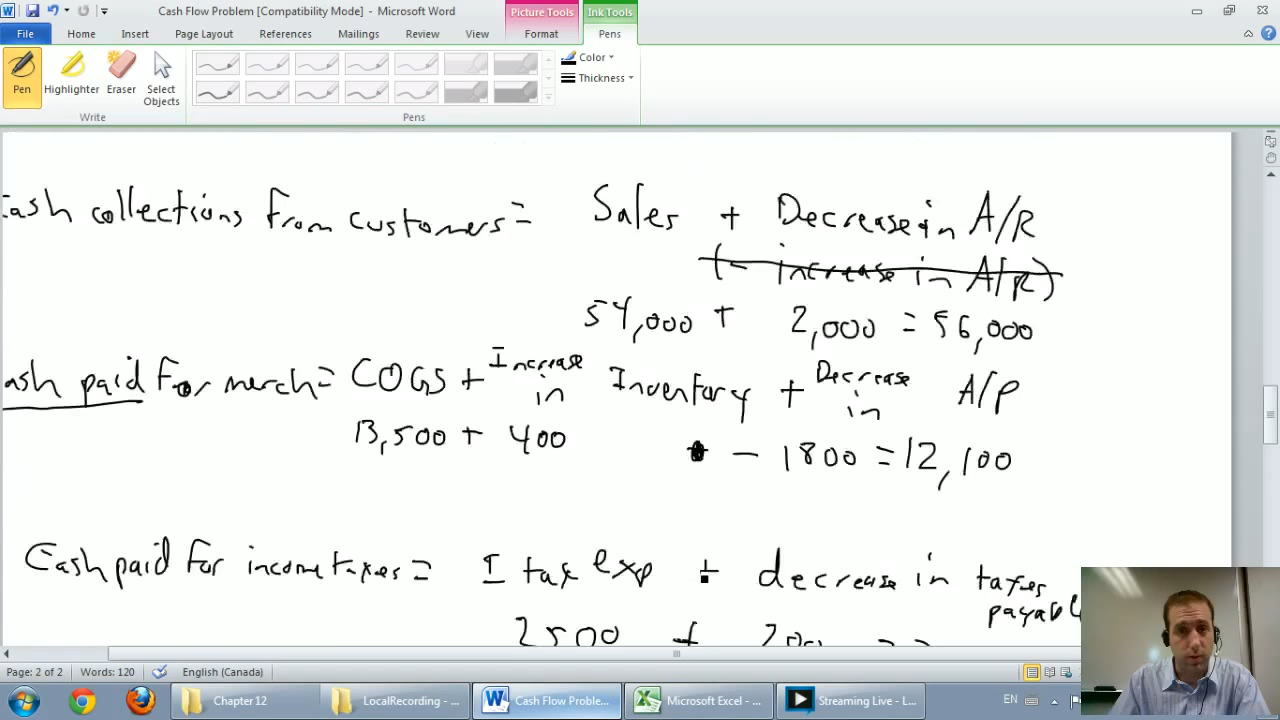 Cash Flow Problem [Compatibility Mode] - Microsoft Word
Picture Tools
Ink Tools
File Home Insert Page Layout References Mailings Review View Format Pens
Pen Highlighter Eraser Select Objects
Color
Thickness
Write Pens
Cash collections from customers = Sales + Decrease in A/R
(- increase in A/R)
54,000 + 2,000 = 56,000
ash paid for merch = COGS + Increase in Inventory + Decrease in A/P
13,500 + 400 - 1800 = 12,100
Cash paid for income taxes = I tax exp + decrease in taxes payabl
2500 +
Page: 2 of 2 Words: 120 English (Canada)
Chapter 12 LocalRecording - ... Cash Flow Proble... Microsoft Excel - ... Streaming Live - L... EN